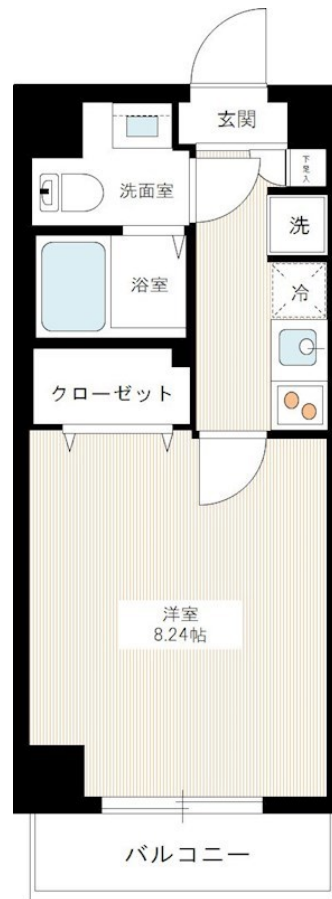 玄関
下足入
洗面室
洗
浴室
冷
クローゼット
洋室
8.24帖
バルコニー